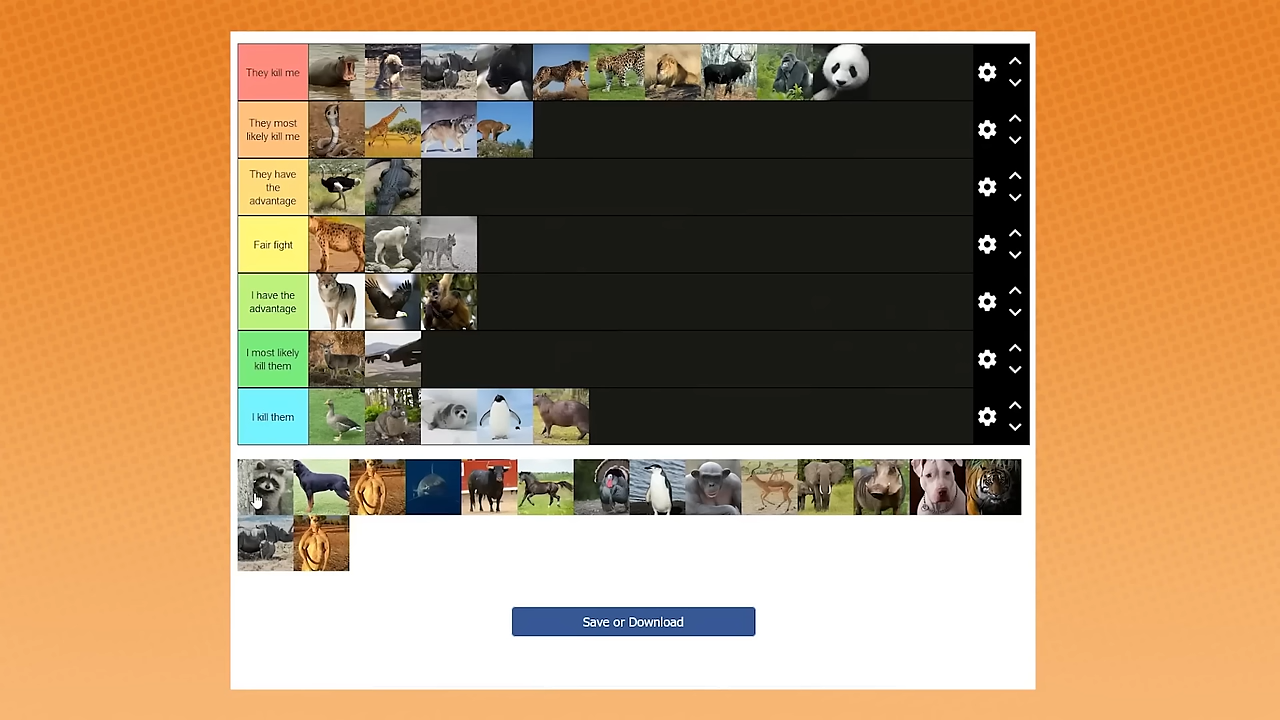 They kill me
They most
likely kill me
They have
the
advantage
Fair fight
I have the
advantage
I most likely
kill them
I kill them
Save or Download